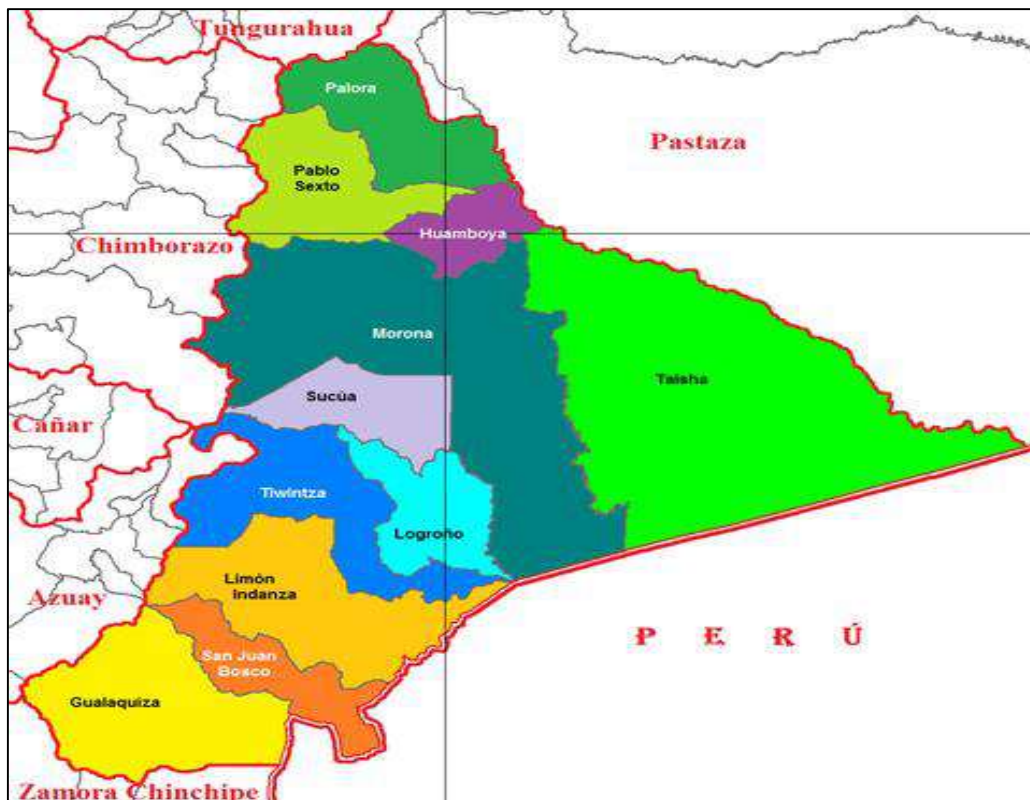 Tungurahua
Palora
Pastaza
Pablo
Sexto
Huamboya
Chimborazo
Morona
Taisha
Sucúa
Cañar
Tiwintza
Logroño
Limón
Indanza
Azuay
P E R Ú
San Juan
Bosco
Gualaquiza
Zamora Chinchipe